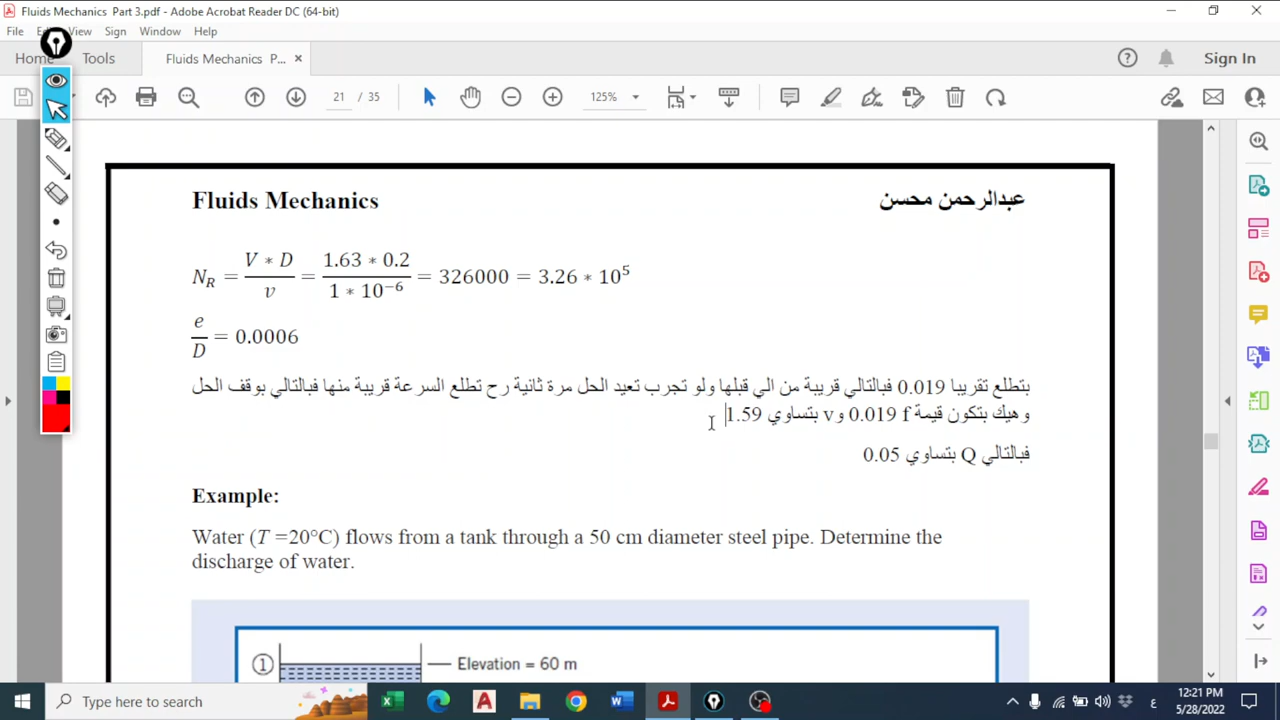 Fluids Mechanics Part 3.pdf - Adobe Acrobat Reader DC (64-bit)
File View Sign Window Help
Home Tools Fluids Mechanics P... × Sign In
21 / 35 125%
Fluids Mechanics عبدالرحمن محسن
N_R = V * D / ν = 1.63 * 0.2 / 1 * 10^-6 = 326000 = 3.26 * 10^5
e / D = 0.0006
بتطلع تقريبا 0.019 فبالتالي قريبة من الي قبلها ولو تجرب تعيد الحل مرة ثانية رح تطلع السرعة قريبة منها فبالتالي بوقف الحل
وهيك بتكون قيمة f 0.019 و v بتساوي 1.59
فبالتالي Q بتساوي 0.05
Example:
Water (T =20°C) flows from a tank through a 50 cm diameter steel pipe. Determine the
discharge of water.
① Elevation = 60 m
Type here to search
ع
12:21 PM
5/28/2022